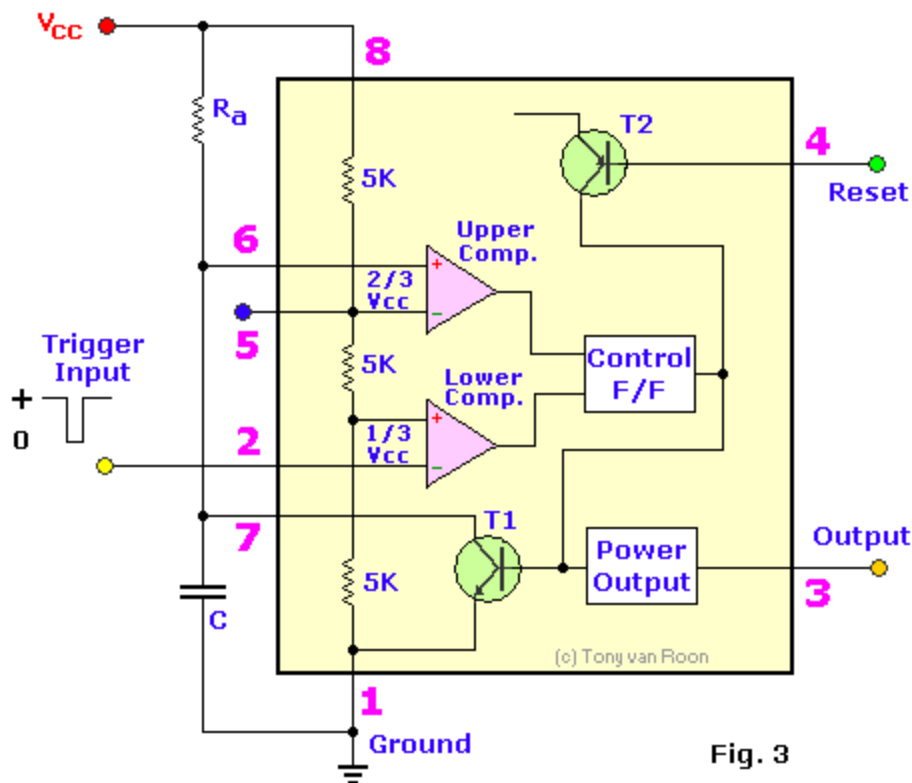 VCC
8
Ra
T2
4
Reset
5K
6
Upper
Comp.
+
2/3
Vcc
−
5
Trigger
Input
+
0
5K
Control
F/F
Lower
Comp.
+
1/3
Vcc
−
2
7
T1
Power
Output
Output
3
5K
C
(c) Tony van Roon
1
Ground
Fig. 3